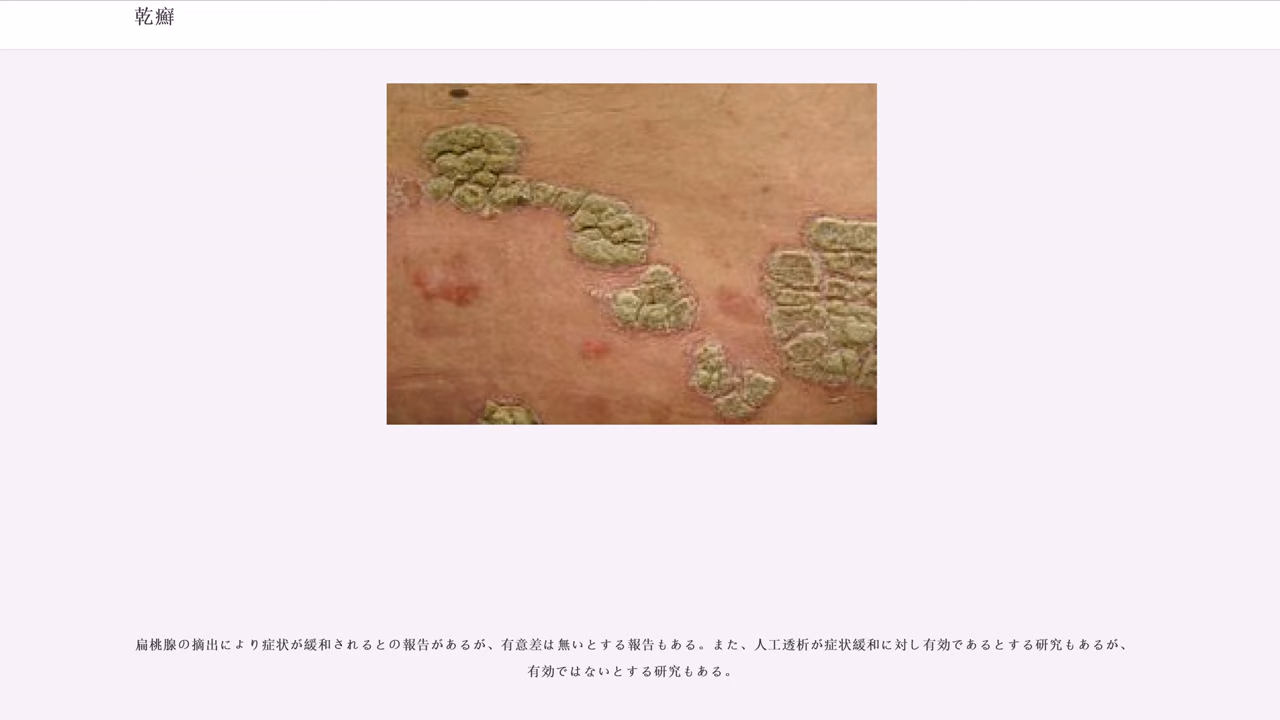 乾癬
扁桃腺の摘出により症状が緩和されるとの報告があるが、有意差は無いとする報告もある。また、人工透析が症状緩和に対し有効であるとする研究もあるが、
有効ではないとする研究もある。